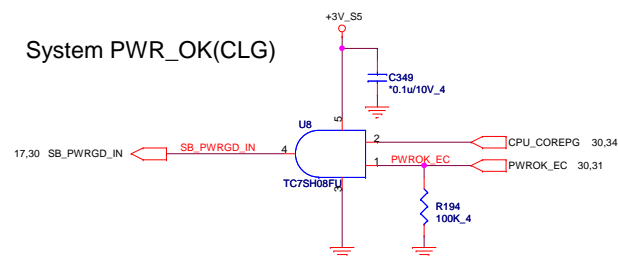 +3V_S5
System PWR_OK(CLG)
C349
*0.1u/10V_4
U8
5
17,30 SB_PWRGD_IN
SB_PWRGD_IN
4
2
CPU_COREPG 30,34
1
PWROK_EC
PWROK_EC 30,31
TC7SH08FU
3
R194
100K_4